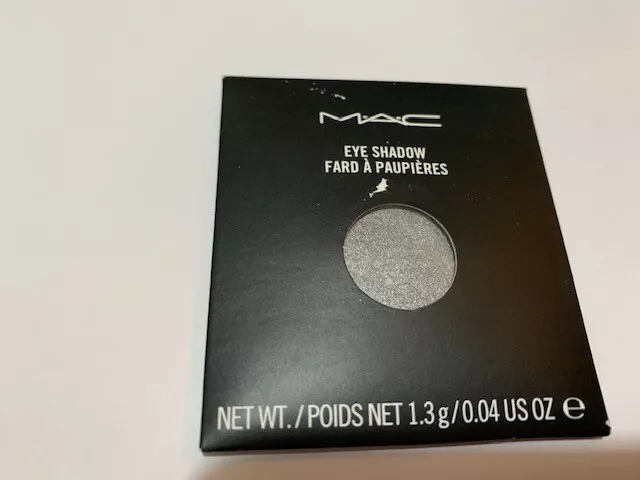 M·A·C
EYE SHADOW
FARD À PAUPIÈRES
NET WT./POIDS NET 1.3 g/0.04 US OZ ℮